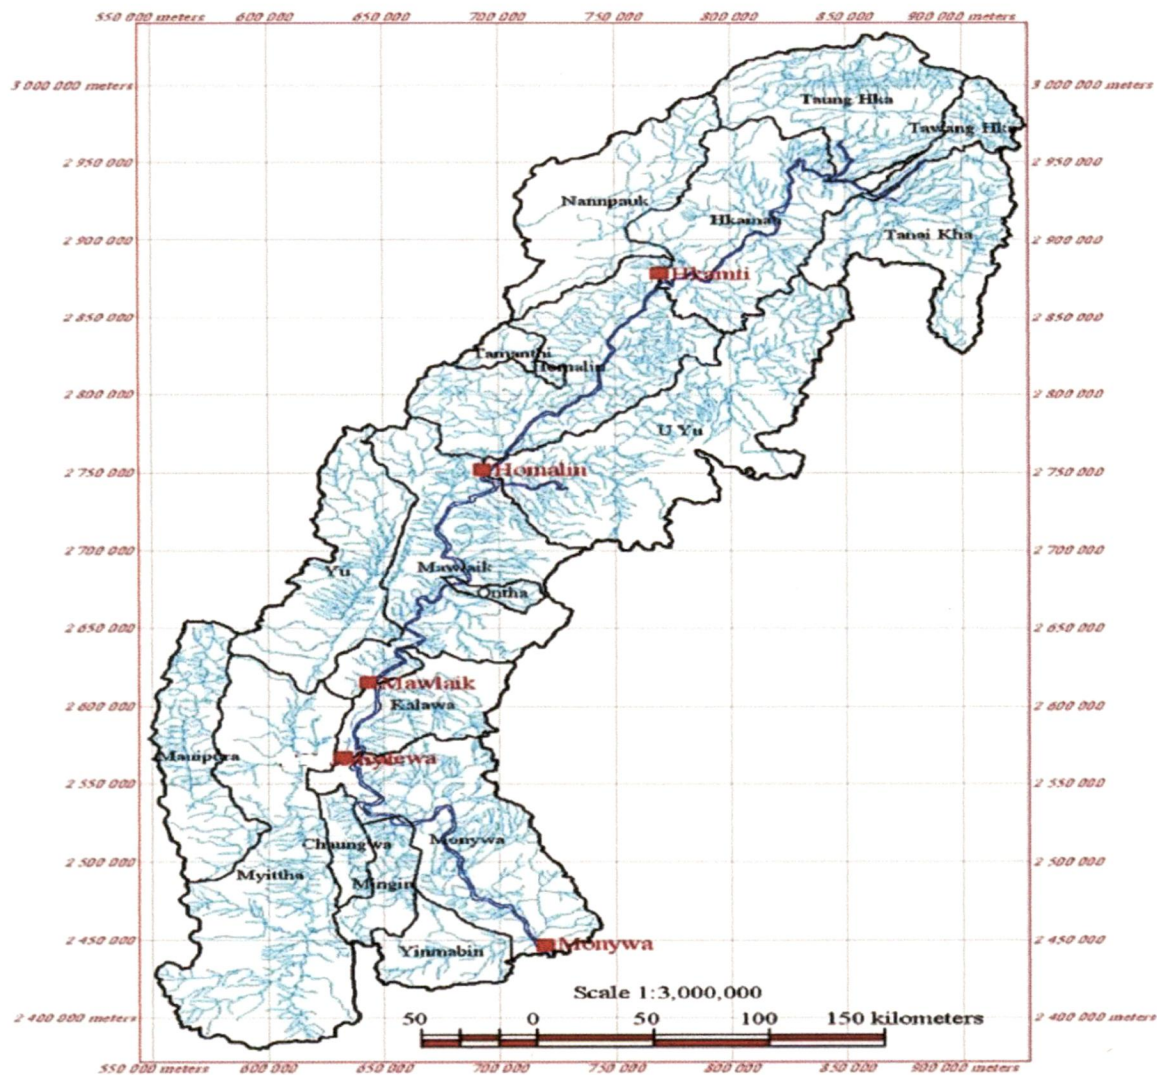 550 000 meters 600 000 650 000 700 000 750 000 800 000 850 000 900 000 meters
3 000 000 meters 3 000 000 meters
Taung Hka
Tawang Hka
2 950 000 2 950 000
Nannpauk
Tanai Kha
2 900 000 2 900 000
Hkamti
2 850 000 2 850 000
Tamanthi
Homalin
2 800 000 2 800 000
U Yu
2 750 000 Homalin 2 750 000
2 700 000 2 700 000
Mawlaik
Yu
Ontha
2 650 000 2 650 000
Mawlaik
2 600 000 Kalawa 2 600 000
Manipura
2 550 000 2 550 000
Chaungwa Monywa
2 500 000 2 500 000
Myittha
Mingin
2 450 000 Yinmabin Monywa 2 450 000
Scale 1:3,000,000
2 400 000 meters 50 0 50 100 150 kilometers 2 400 000 meters
550 000 meters 600 000 650 000 700 000 750 000 800 000 850 000 900 000 meters